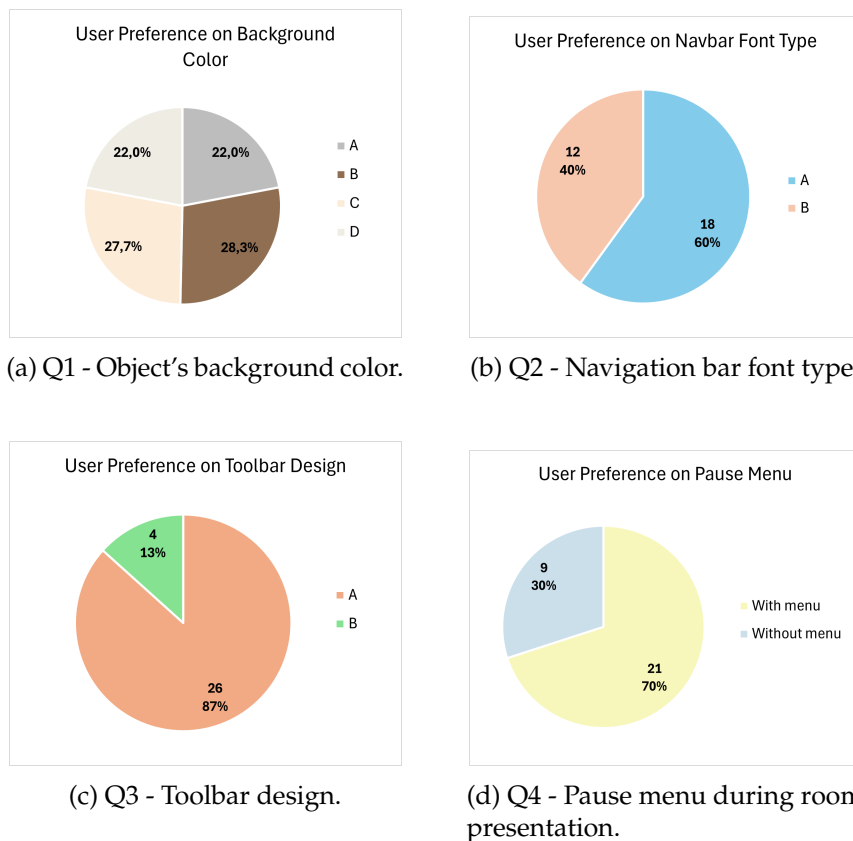 User Preference on Background
Color
22,0%
22,0%
27,7%
28,3%
A
B
C
D
(a) Q1 - Object's background color.
User Preference on Navbar Font Type
12
40%
18
60%
A
B
(b) Q2 - Navigation bar font type
User Preference on Toolbar Design
4
13%
26
87%
A
B
(c) Q3 - Toolbar design.
User Preference on Pause Menu
9
30%
21
70%
With menu
Without menu
(d) Q4 - Pause menu during room
presentation.